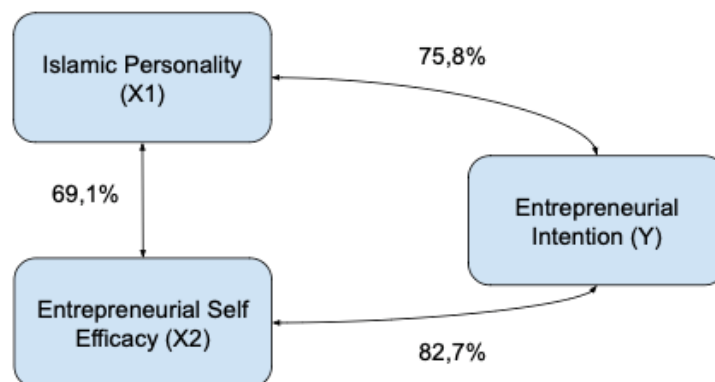 Islamic Personality
(X1)
75,8%
69,1%
Entrepreneurial
Intention (Y)
Entrepreneurial Self
Efficacy (X2)
82,7%